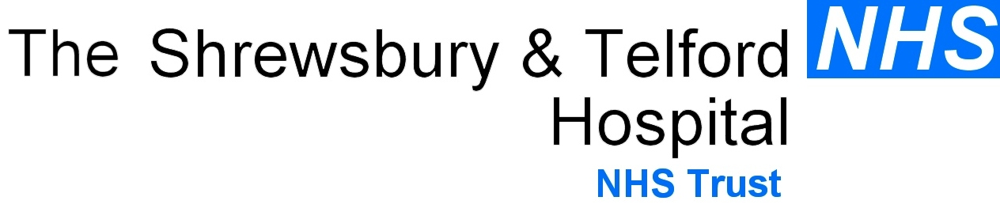 The Shrewsbury & Telford NHS
Hospital
NHS Trust